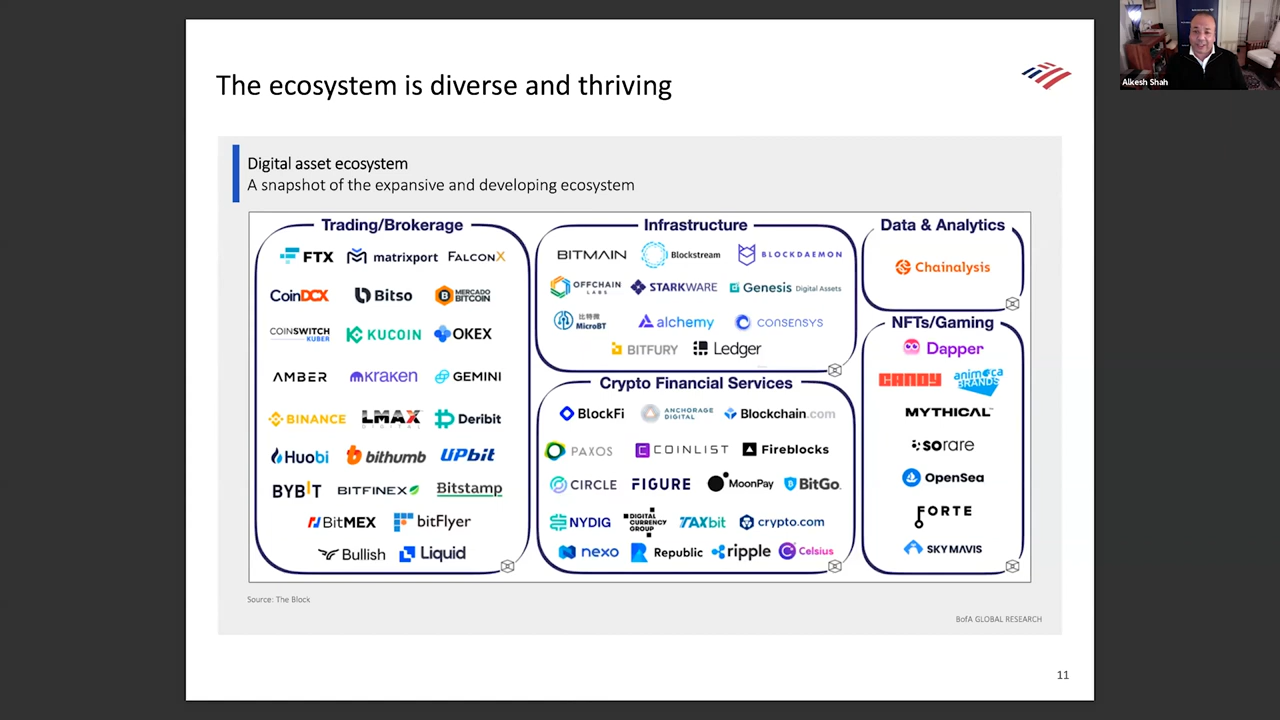 The ecosystem is diverse and thriving
Alkesh Shah
Digital asset ecosystem
A snapshot of the expansive and developing ecosystem
Trading/Brokerage
FTX matrixport FALCONX
CoinDCX Bitso MERCADO BITCOIN
COINSWITCH KUBER KUCOIN OKEX
AMBER kraken GEMINI
BINANCE LMAX DIGITAL Deribit
Huobi bithumb UPbit
BYBIT BITFINEX Bitstamp
BitMEX bitFlyer
Bullish Liquid
Infrastructure
BITMAIN Blockstream BLOCKDAEMON
OFFCHAIN LABS STARKWARE Genesis Digital Assets
比特微 MicroBT alchemy CONSENSYS
BITFURY Ledger
Crypto Financial Services
BlockFi ANCHORAGE DIGITAL Blockchain.com
PAXOS COINLIST Fireblocks
CIRCLE FIGURE MoonPay BitGo.
NYDIG DIGITAL CURRENCY GROUP TAXbit crypto.com
nexo Republic ripple Celsius
Data & Analytics
Chainalysis
NFTs/Gaming
Dapper
CANDY animoca BRANDS
MYTHICAL
sorare
OpenSea
FORTE
SKY MAVIS
Source: The Block
BofA GLOBAL RESEARCH
11